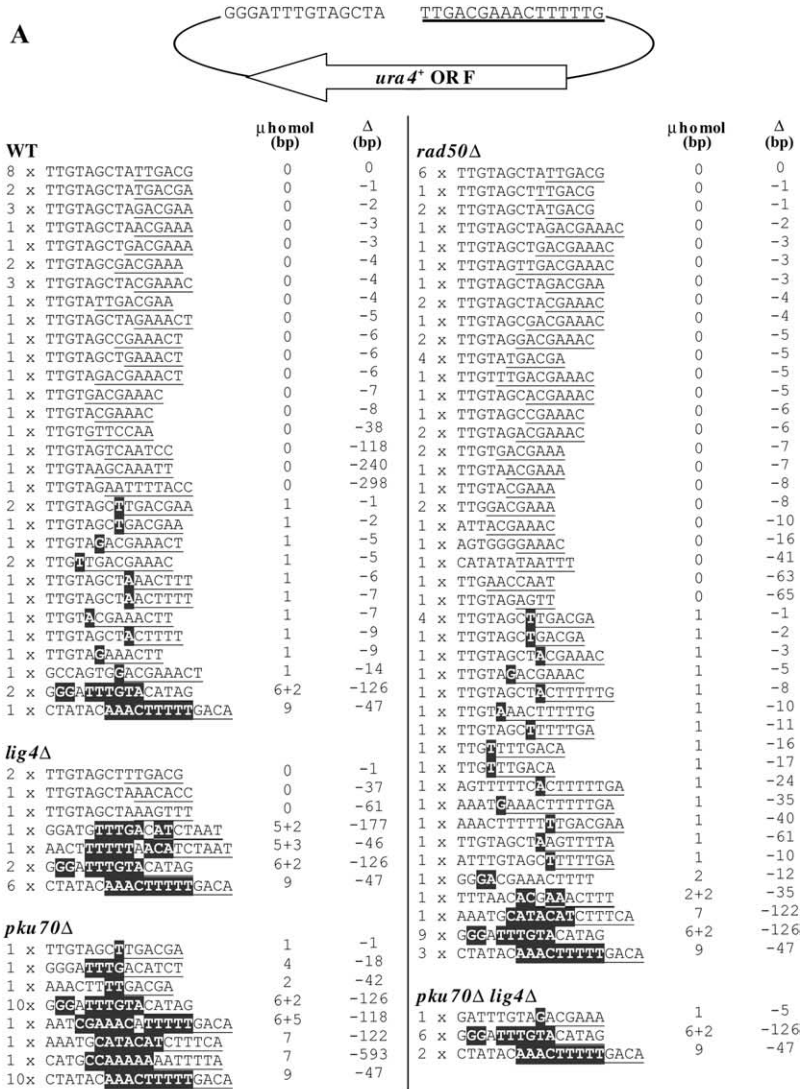 A
GGGATTTGTAGCTA TTGACGAAACTTTTTG
ura4+ ORF
WT µhomol (bp) Δ (bp)
8 x TTGTAGCTATTGACG 0 0
2 x TTGTAGCTATGACGA 0 -1
3 x TTGTAGCTAGACGAA 0 -2
1 x TTGTAGCTAACGAAA 0 -3
1 x TTGTAGCTGACGAAA 0 -3
2 x TTGTAGCGACGAAA 0 -4
3 x TTGTAGCTACGAAAC 0 -4
1 x TTGTATTGACGAA 0 -4
1 x TTGTAGCTAGAAACT 0 -5
1 x TTGTAGCCGAAACT 0 -6
1 x TTGTAGCTGAAACT 0 -6
1 x TTGTAGACGAAACT 0 -6
1 x TTGTGACGAAAC 0 -7
1 x TTGTACGAAAC 0 -8
1 x TTGTGTTCCAA 0 -38
1 x TTGTAGTCAATCC 0 -118
1 x TTGTAAGCAAATT 0 -240
1 x TTGTAGAATTTTACC 0 -298
2 x TTGTAGCTTGACGAA 1 -1
1 x TTGTAGCTGACGAA 1 -2
1 x TTGTAGACGAAACT 1 -5
2 x TTGTTGACGAAAC 1 -5
1 x TTGTAGCTAAACTTT 1 -6
1 x TTGTAGCTAACTTTT 1 -7
1 x TTGTACGAAACTT 1 -7
1 x TTGTAGCTACTTTT 1 -9
1 x TTGTAGAAACTT 1 -9
1 x GCCAGTGGACGAAACT 1 -14
2 x GGGATTTGTACATAG 6+2 -126
1 x CTATACAAACTTTTTGACA 9 -47
lig4Δ
2 x TTGTAGCTTTGACG 0 -1
1 x TTGTAGCTAAACACC 0 -37
1 x TTGTAGCTAAAGTTT 0 -61
1 x GGATGTTTGACATCTAAT 5+2 -177
1 x AACTTTTTTAACATCTAAT 5+3 -46
2 x GGGATTTGTACATAG 6+2 -126
6 x CTATACAAACTTTTTGACA 9 -47
pku70Δ
1 x TTGTAGCTTGACGA 1 -1
1 x GGGATTTGACATCT 4 -18
1 x AAACTTTTGACGA 2 -42
10x GGGATTTGTACATAG 6+2 -126
1 x AATCGAAACATTTTTGACA 6+5 -118
1 x AAATGCATACATCTTTCA 7 -122
1 x CATGCCAAAAAAATTTTA 7 -593
10x CTATACAAACTTTTTGACA 9 -47
rad50Δ µhomol (bp) Δ (bp)
6 x TTGTAGCTATTGACG 0 0
1 x TTGTAGCTTTGACG 0 -1
2 x TTGTAGCTATGACG 0 -1
1 x TTGTAGCTAGACGAAAC 0 -2
1 x TTGTAGCTGACGAAAC 0 -3
1 x TTGTAGTTGACGAAAC 0 -3
1 x TTGTAGCTAGACGAA 0 -3
2 x TTGTAGCTACGAAAC 0 -4
1 x TTGTAGCGACGAAAC 0 -4
2 x TTGTAGGACGAAAC 0 -5
4 x TTGTATGACGA 0 -5
1 x TTGTTTGACGAAAC 0 -5
1 x TTGTAGCACGAAAC 0 -5
1 x TTGTAGCCGAAAC 0 -6
2 x TTGTAGACGAAAC 0 -6
2 x TTGTGACGAAA 0 -7
1 x TTGTAACGAAA 0 -7
1 x TTGTACGAAA 0 -8
2 x TTGGACGAAA 0 -8
1 x ATTACGAAAC 0 -10
1 x AGTGGGGAAAC 0 -16
1 x CATATATAATTT 0 -41
1 x TTGAACCAAT 0 -63
1 x TTGTAGAGTT 0 -65
4 x TTGTAGCTTGACGA 1 -1
1 x TTGTAGCTGACGA 1 -2
1 x TTGTAGCTACGAAAC 1 -3
1 x TTGTAGACGAAAC 1 -5
1 x TTGTAGCTACTTTTTG 1 -8
1 x TTGTAAACTTTTTG 1 -10
1 x TTGTAGCTTTTTGA 1 -11
1 x TTGTTTTGACA 1 -16
1 x TTGTTTGACA 1 -17
1 x AGTTTTTCACTTTTTGA 1 -24
1 x AAATGAAACTTTTTGA 1 -35
1 x AAACTTTTTTTGACGAA 1 -40
1 x TTGTAGCTAAGTTTTA 1 -61
1 x ATTTGTAGCTTTTTGA 1 -10
1 x GGGACGAAACTTTT 2 -12
1 x TTTAACACGAAACTTT 2+2 -35
1 x AAATGCATACATCTTTCA 7 -122
9 x GGGATTTGTACATAG 6+2 -126
3 x CTATACAAACTTTTTGACA 9 -47
pku70Δ lig4Δ
1 x GATTTGTAGACGAAA 1 -5
6 x GGGATTTGTACATAG 6+2 -126
2 x CTATACAAACTTTTTGACA 9 -47